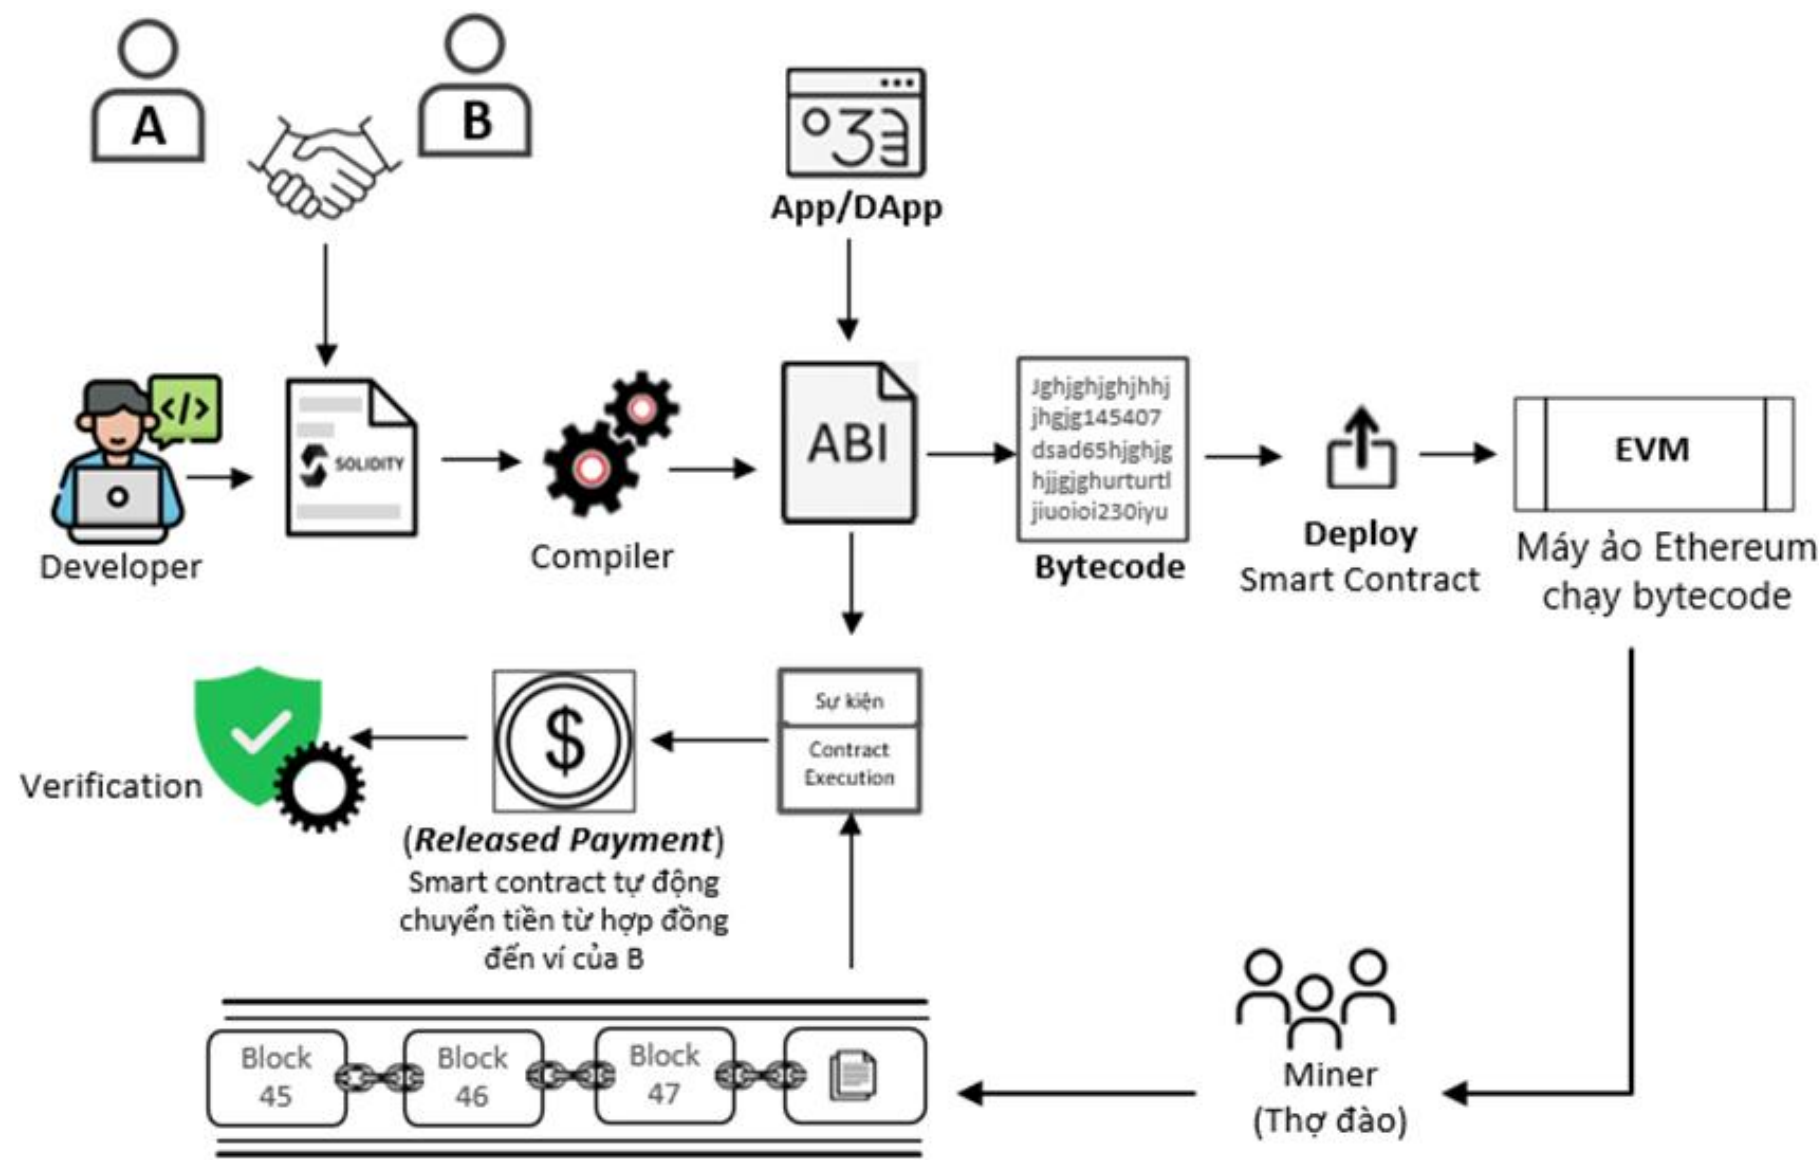 A
B
App/DApp
</>
SOLIDITY
ABI
Jghjghjghjhhj
jhgjg145407
dsad65hjghjg
hjjgjghurturtl
jiuoioi230iyu
EVM
Developer
Compiler
Bytecode
Deploy
Smart Contract
Máy ảo Ethereum
chạy bytecode
Verification
$
Sự kiện
Contract
Execution
(Released Payment)
Smart contract tự động
chuyển tiền từ hợp đồng
đến ví của B
Block
45
Block
46
Block
47
Miner
(Thợ đào)